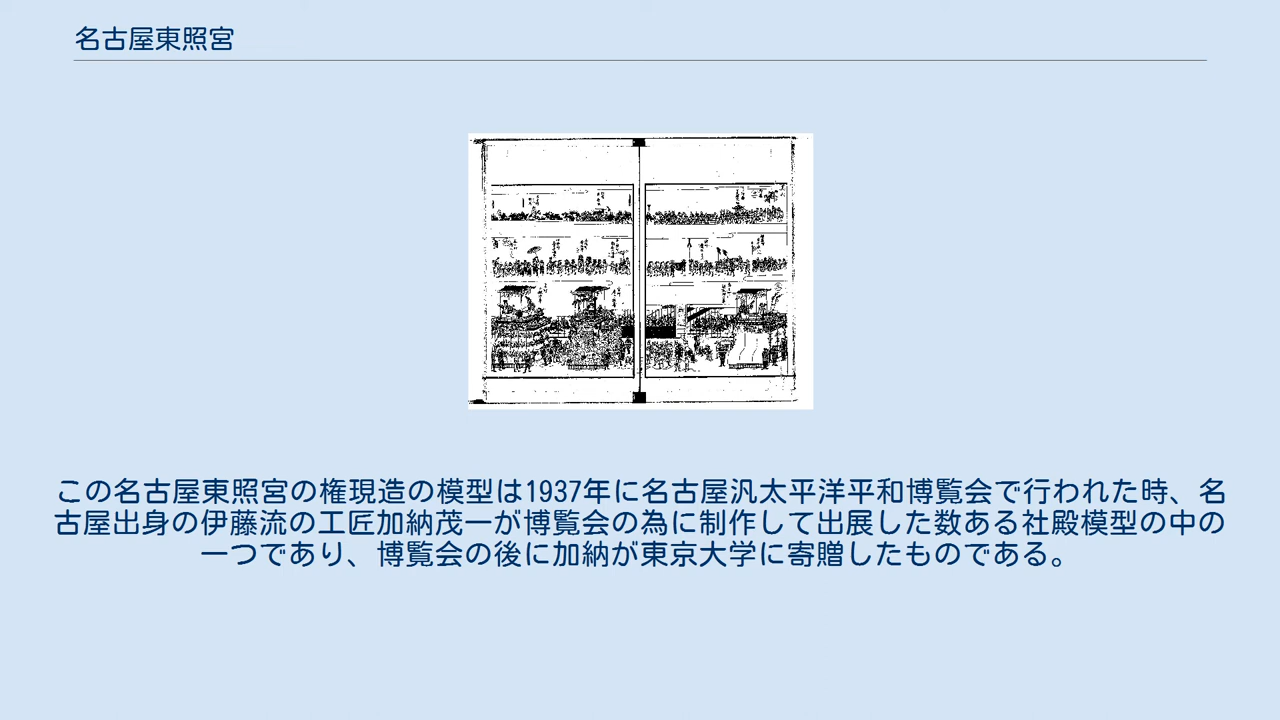 名古屋東照宮
この名古屋東照宮の権現造の模型は1937年に名古屋汎太平洋平和博覧会で行われた時、名
古屋出身の伊藤流の工匠加納茂一が博覧会の為に制作して出展した数ある社殿模型の中の
一つであり、博覧会の後に加納が東京大学に寄贈したものである。